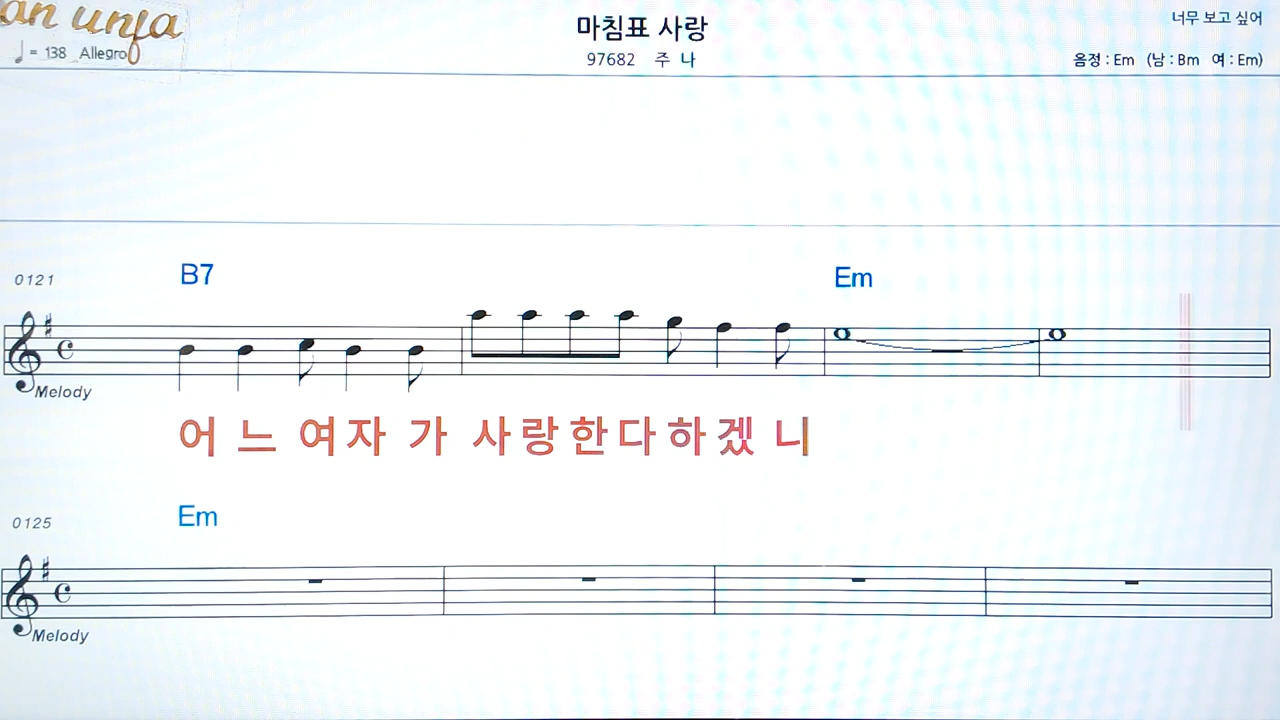 an unfa
= 138 Allegro
마침표 사랑
97682 주 나
너무 보고 싶어
음정 : Em (남 : Bm 여 : Em)
0121
B7
Em
Melody
어 느 여자 가 사랑한다하겠 니
0125
Em
Melody